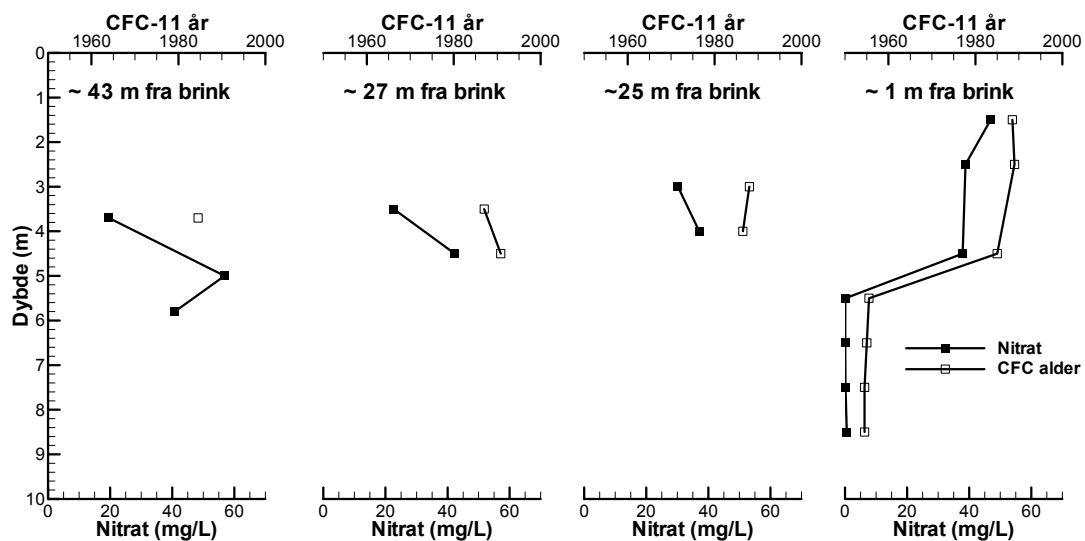 CFC-11 år CFC-11 år CFC-11 år CFC-11 år
1960 1980 2000 1960 1980 2000 1960 1980 2000 1960 1980 2000
0
~ 43 m fra brink ~ 27 m fra brink ~25 m fra brink ~ 1 m fra brink
1
2
3
4
5
6
7
8
9
10
Dybde (m)
Nitrat
CFC alder
0 20 40 60 0 20 40 60 0 20 40 60 0 20 40 60
Nitrat (mg/L) Nitrat (mg/L) Nitrat (mg/L) Nitrat (mg/L)